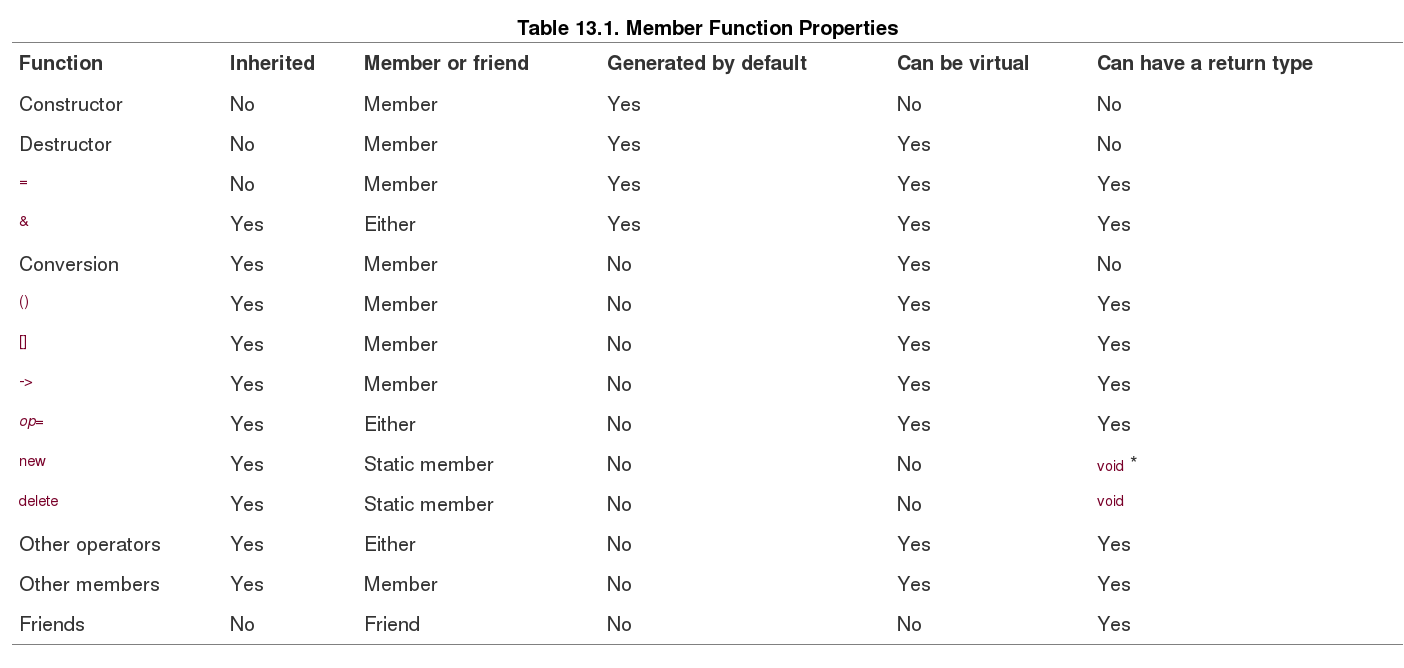 Table 13.1. Member Function Properties
Function Inherited Member or friend Generated by default Can be virtual Can have a return type
Constructor No Member Yes No No
Destructor No Member Yes Yes No
= No Member Yes Yes Yes
& Yes Either Yes Yes Yes
Conversion Yes Member No Yes No
() Yes Member No Yes Yes
[] Yes Member No Yes Yes
-> Yes Member No Yes Yes
op= Yes Either No Yes Yes
new Yes Static member No No void *
delete Yes Static member No No void
Other operators Yes Either No Yes Yes
Other members Yes Member No Yes Yes
Friends No Friend No No Yes